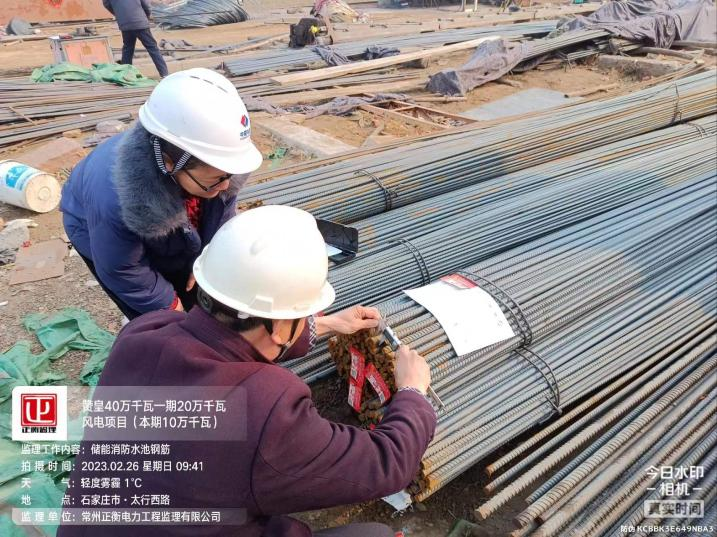 正衡监理
赞皇40万千瓦一期20万千瓦
风电项目（本期10万千瓦）
监理工作内容：储能消防水池钢筋
拍摄时间：2023.02.26 星期日 09:41
天气：轻度雾霾 1℃
地点：石家庄市·太行西路
监理单位：常州正衡电力工程监理有限公司
今日水印
相机
真实时间
防伪 KCBBK3E649NBA3